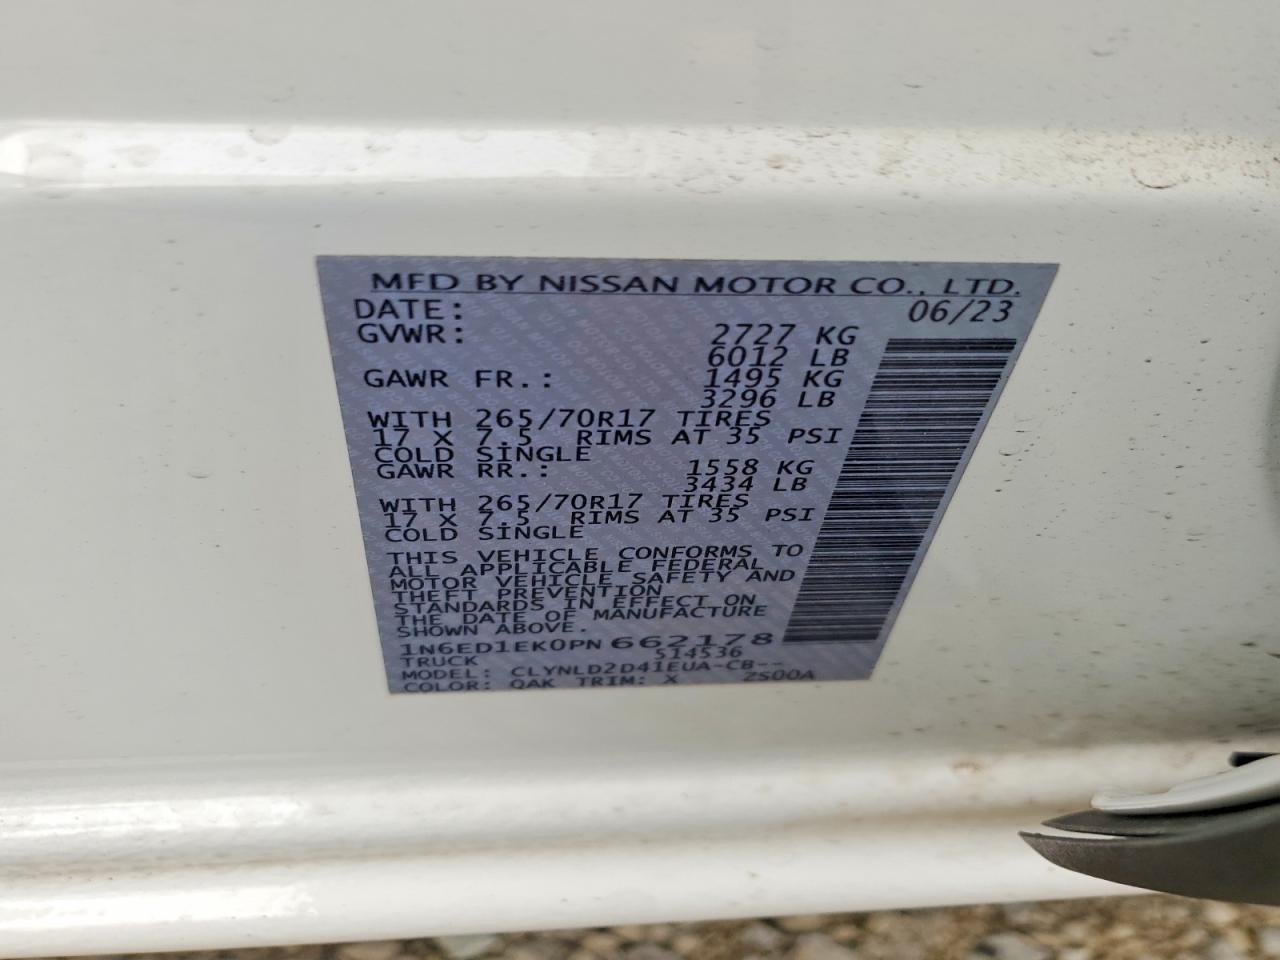 MFD BY NISSAN MOTOR CO., LTD.
DATE: 06/23
GVWR: 2727 KG
6012 LB
GAWR FR.: 1495 KG
3296 LB
WITH 265/70R17 TIRES
17 X 7.5 RIMS AT 35 PSI
COLD SINGLE
GAWR RR.: 1558 KG
3434 LB
WITH 265/70R17 TIRES
17 X 7.5 RIMS AT 35 PSI
COLD SINGLE
THIS VEHICLE CONFORMS TO
ALL APPLICABLE FEDERAL
MOTOR VEHICLE SAFETY AND
THEFT PREVENTION
STANDARDS IN EFFECT ON
THE DATE OF MANUFACTURE
SHOWN ABOVE.
1N6ED1EK0PN662178
TRUCK 514536
MODEL: CLYNLD2D41EUA-CB--
COLOR: QAK TRIM: X 2S00A